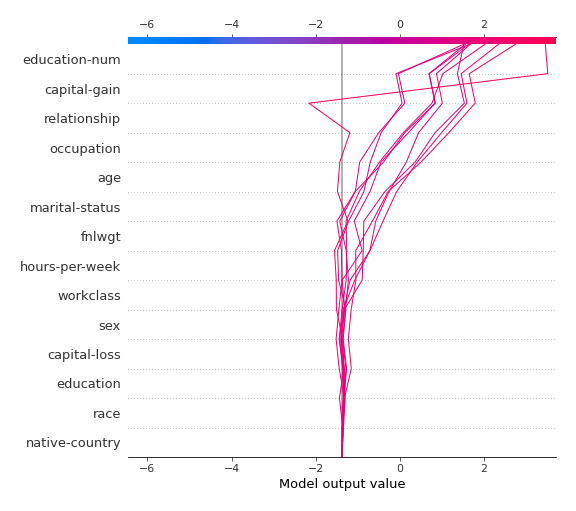 −6 −4 −2 0 2
education-num
capital-gain
relationship
occupation
age
marital-status
fnlwgt
hours-per-week
workclass
sex
capital-loss
education
race
native-country
−6 −4 −2 0 2
Model output value